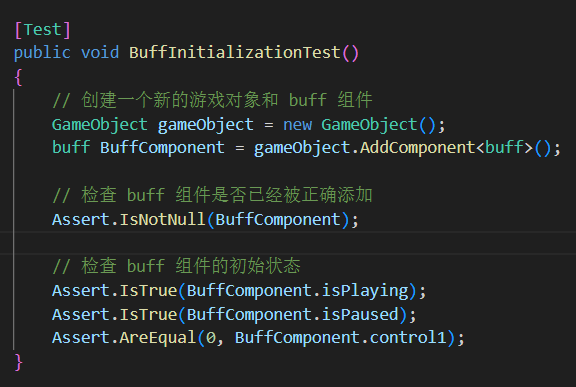 [Test]
public void BuffInitializationTest()
{
    // 创建一个新的游戏对象和 buff 组件
    GameObject gameObject = new GameObject();
    buff BuffComponent = gameObject.AddComponent<buff>();
    // 检查 buff 组件是否已经被正确添加
    Assert.IsNotNull(BuffComponent);
    // 检查 buff 组件的初始状态
    Assert.IsTrue(BuffComponent.isPlaying);
    Assert.IsTrue(BuffComponent.isPaused);
    Assert.AreEqual(0, BuffComponent.control1);
}